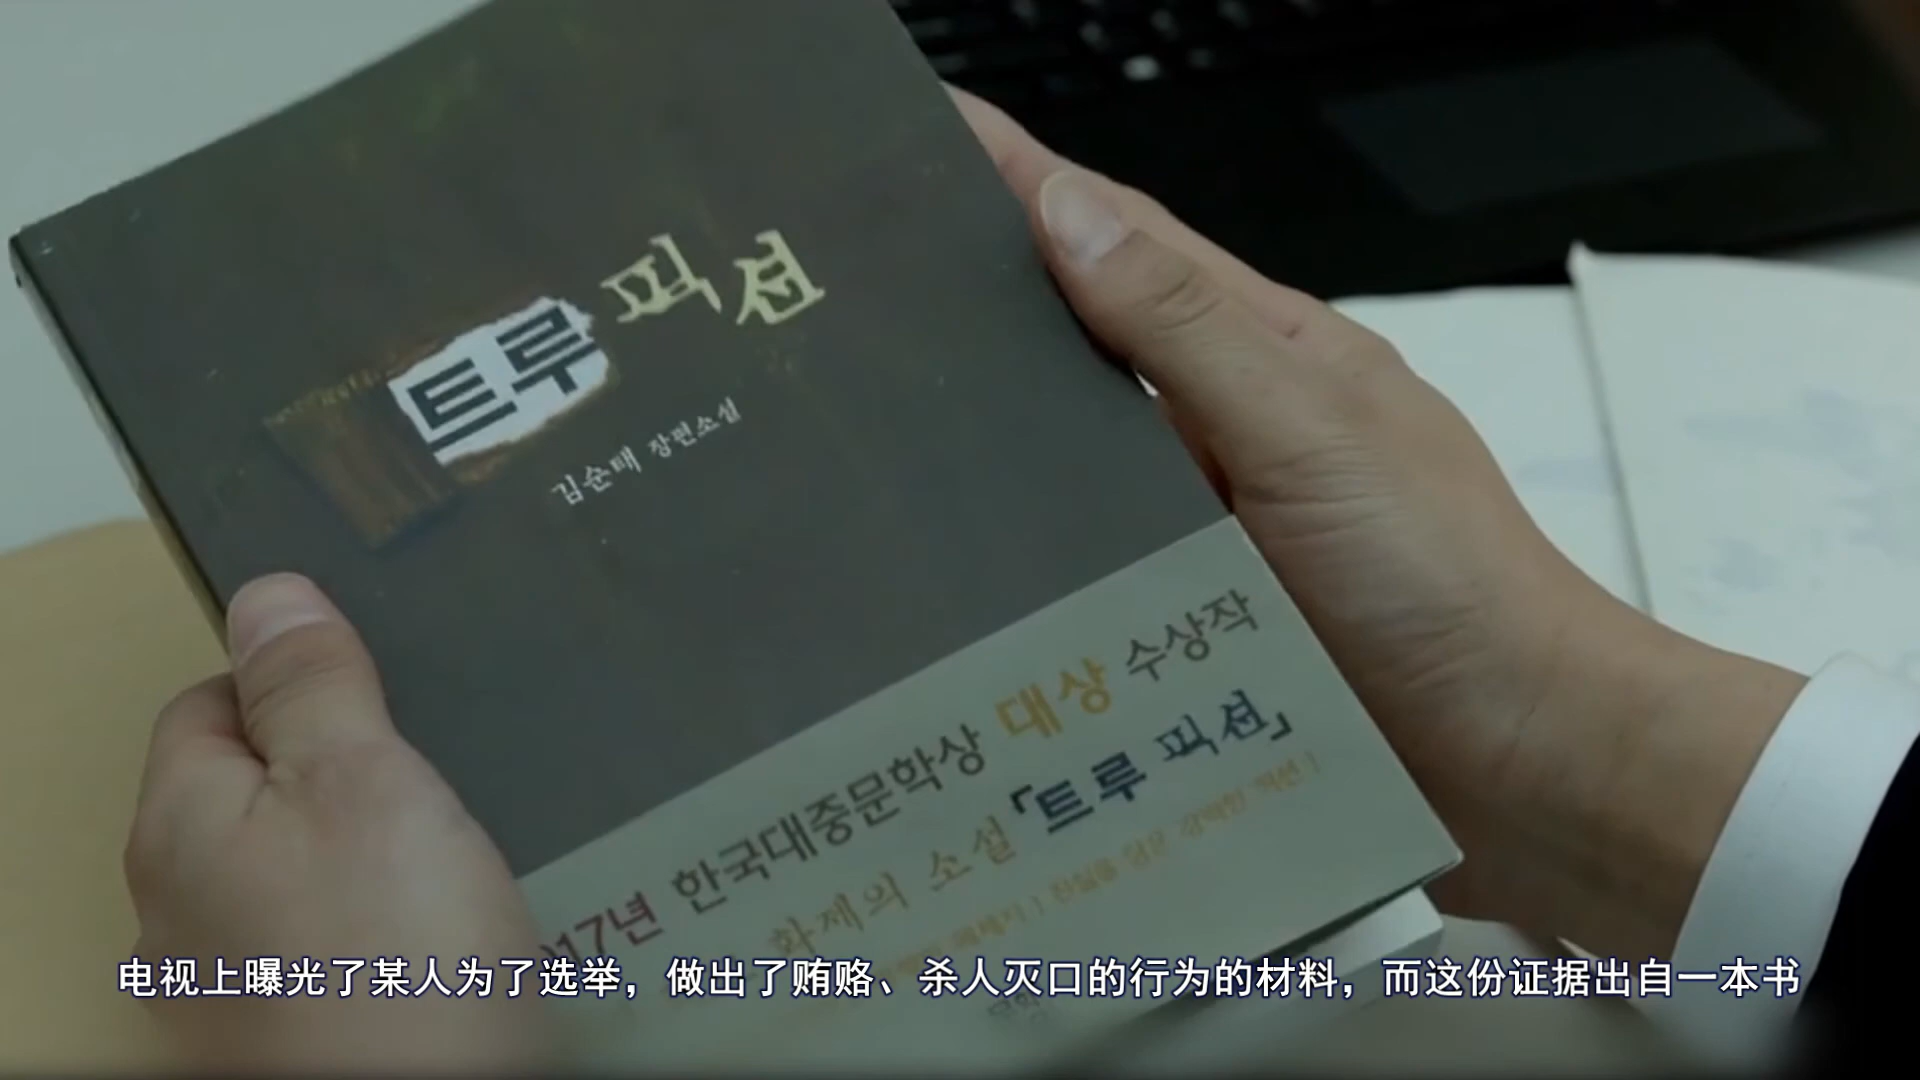 트루 픽션
김순태 장편소설
17년 한국대중문학상 대상 수상작
화제의 소설 「트루 픽션」
电视上曝光了某人为了选举，做出了贿赂、杀人灭口的行为的材料，而这份证据出自一本书